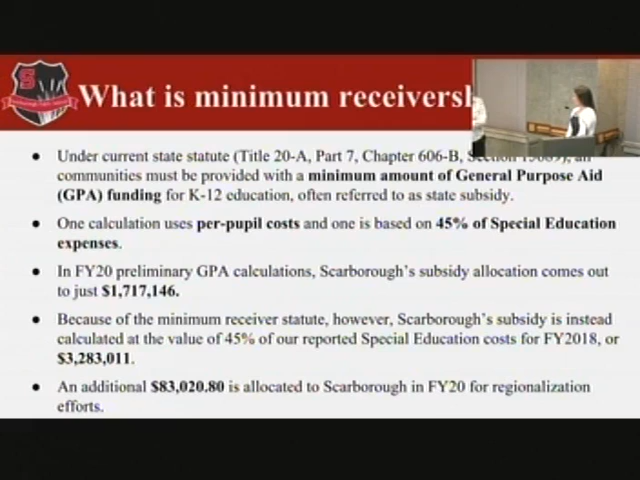 S
What is minimum receivers
• Under current state statute (Title 20-A, Part 7, Chapter 606-B,
communities must be provided with a minimum amount of General Purpose Aid
(GPA) funding for K-12 education, often referred to as state subsidy.
• One calculation uses per-pupil costs and one is based on 45% of Special Education
expenses.
• In FY20 preliminary GPA calculations, Scarborough's subsidy allocation comes out
to just $1,717,146.
• Because of the minimum receiver statute, however, Scarborough's subsidy is instead
calculated at the value of 45% of our reported Special Education costs for FY2018, or
$3,283,011.
• An additional $83,020.80 is allocated to Scarborough in FY20 for regionalization
efforts.